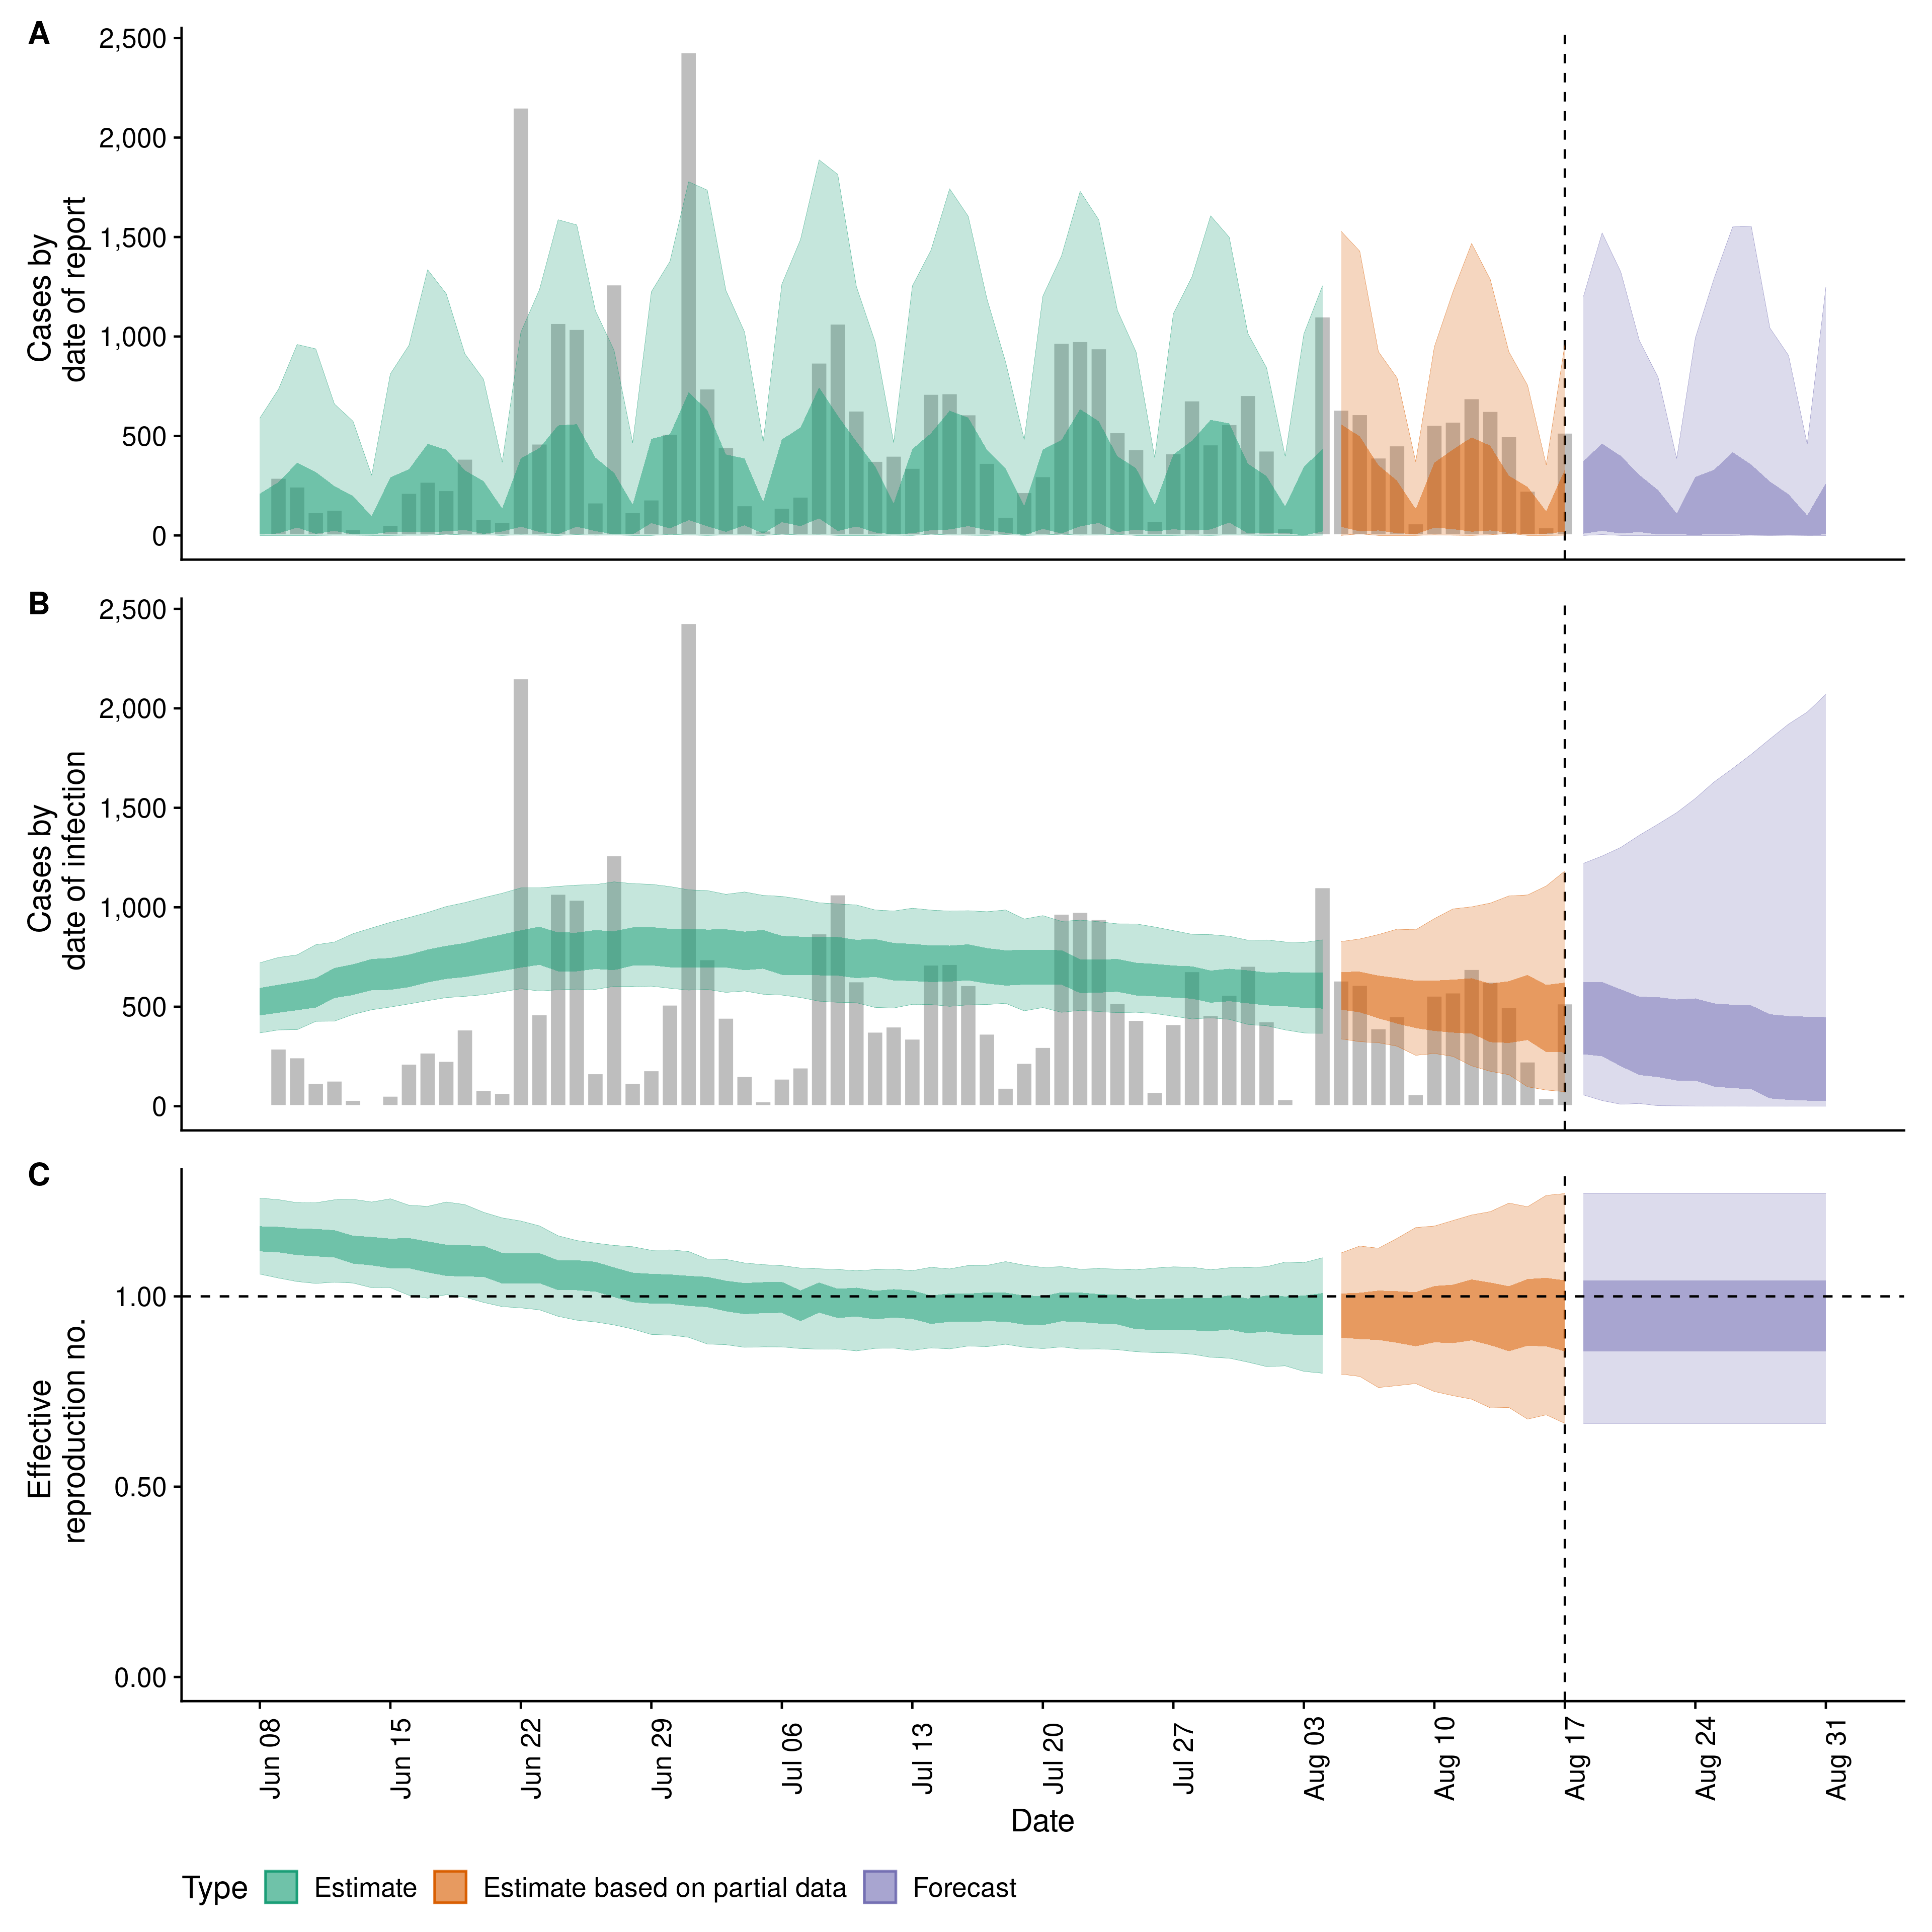 A
2,500
2,000
1,500
1,000
500
0
Cases by
date of report
B
2,500
2,000
1,500
1,000
500
0
Cases by
date of infection
C
1.00
0.50
0.00
Effective
reproduction no.
Jun 08
Jun 15
Jun 22
Jun 29
Jul 06
Jul 13
Jul 20
Jul 27
Aug 03
Aug 10
Aug 17
Aug 24
Aug 31
Date
Type Estimate Estimate based on partial data Forecast